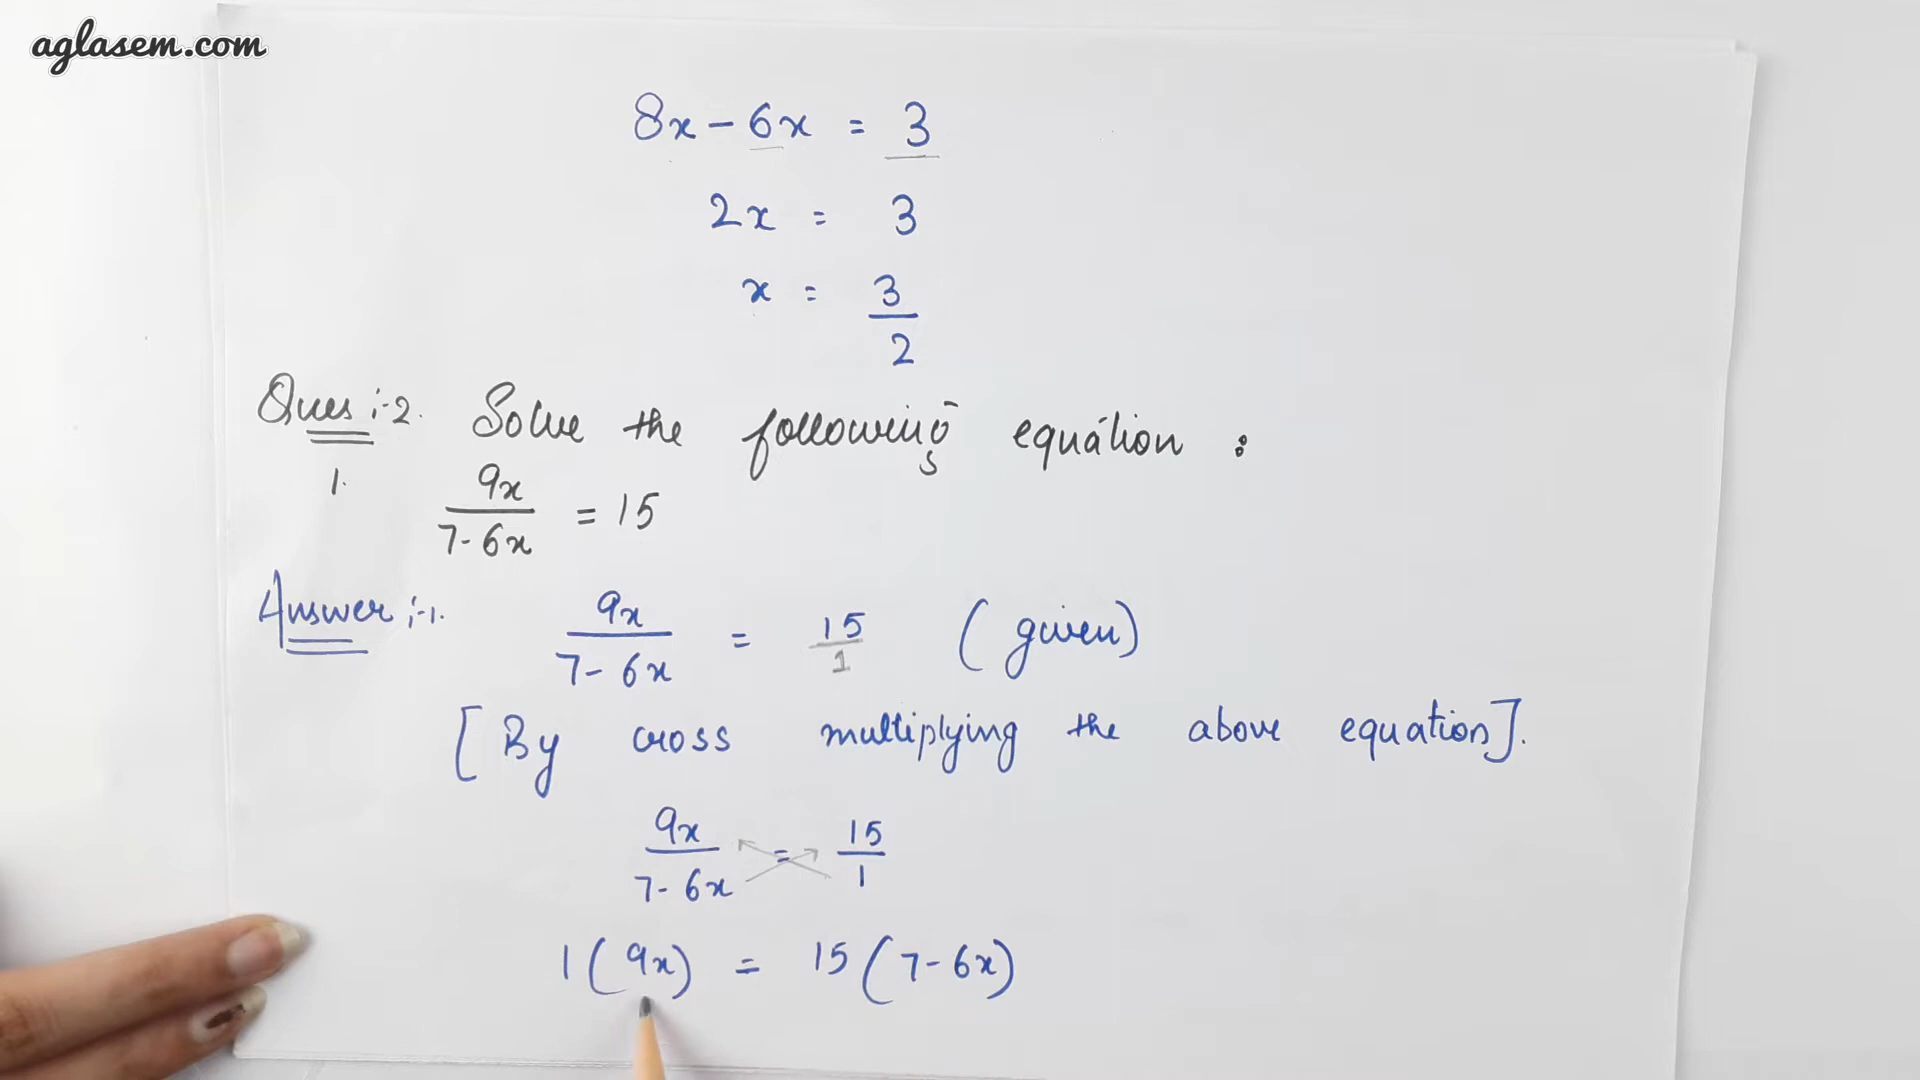 aglasem.com
8x - 6x = 3
2x = 3
x = 3/2
Ques :- 2. Solve the following equation :
1. 9x/7-6x = 15
Answer :- 1. 9x/7-6x = 15/1 (given)
[By cross multiplying the above equation].
9x/7-6x = 15/1
1(9x) = 15(7-6x)